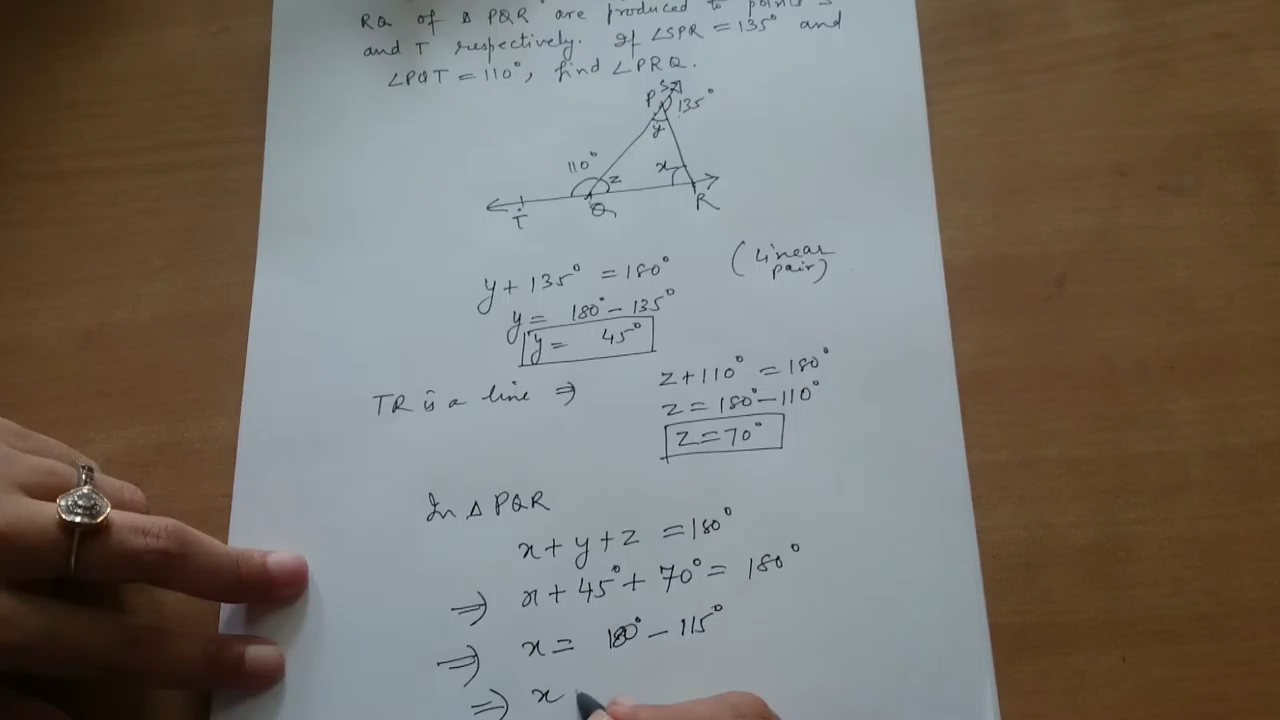 RQ of Δ PQR are produced to points S
and T respectively. If ∠SPR = 135° and
∠PQT = 110°, find ∠PRQ.
S
P 135°
y
110° z x
T Q R
y + 135° = 180° (Linear
pair)
y = 180° - 135°
y = 45°
TR is a line ⇒ z + 110° = 180°
z = 180° - 110°
z = 70°
In Δ PQR
x + y + z = 180°
⇒ x + 45° + 70° = 180°
⇒ x = 180° - 115°
⇒ x